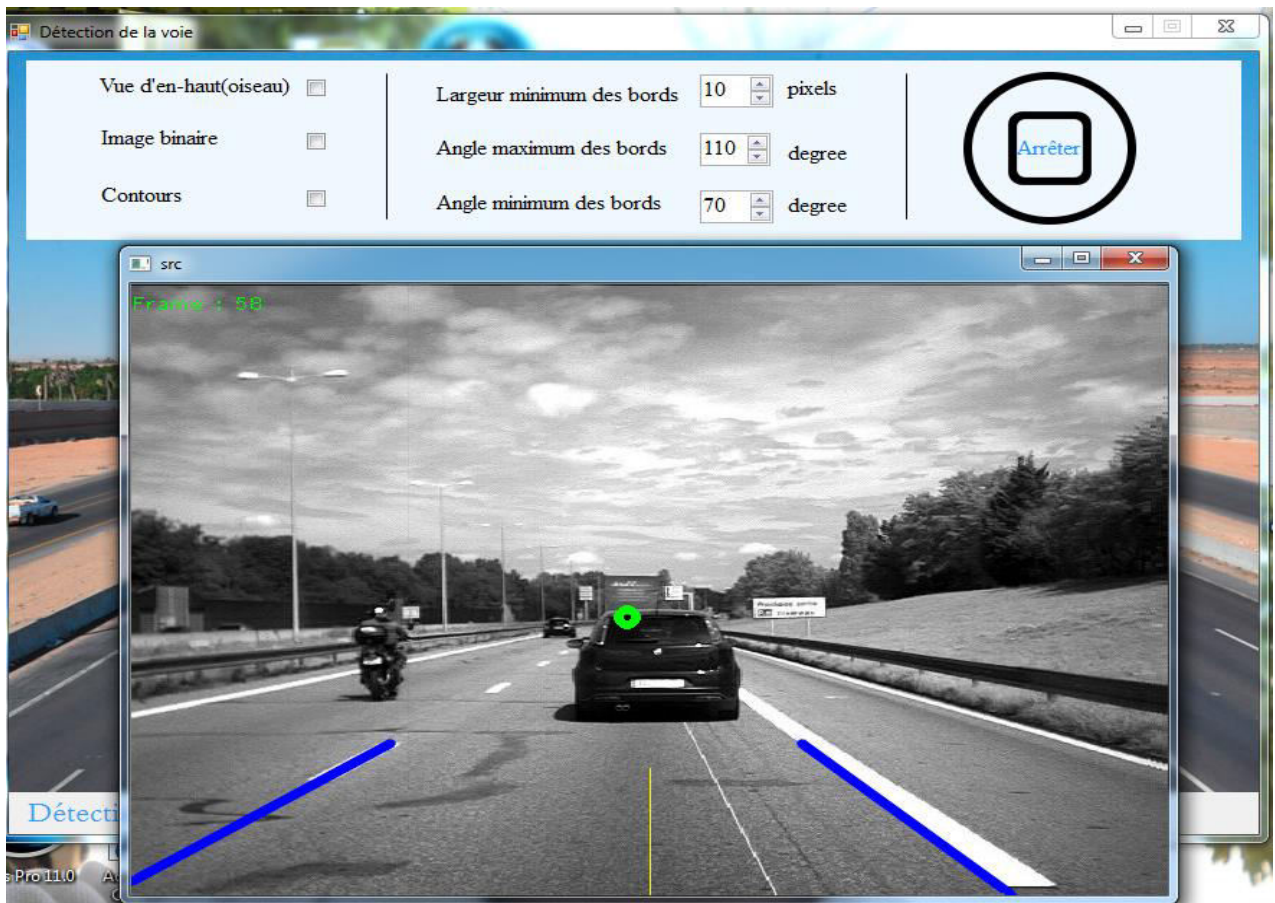 Détection de la voie
Vue d'en-haut(oiseau)
Image binaire
Contours
Largeur minimum des bords 10 pixels
Angle maximum des bords 110 degree
Angle minimum des bords 70 degree
Arrêter
src
Frame : 58
Détecti
s Pro 11.0